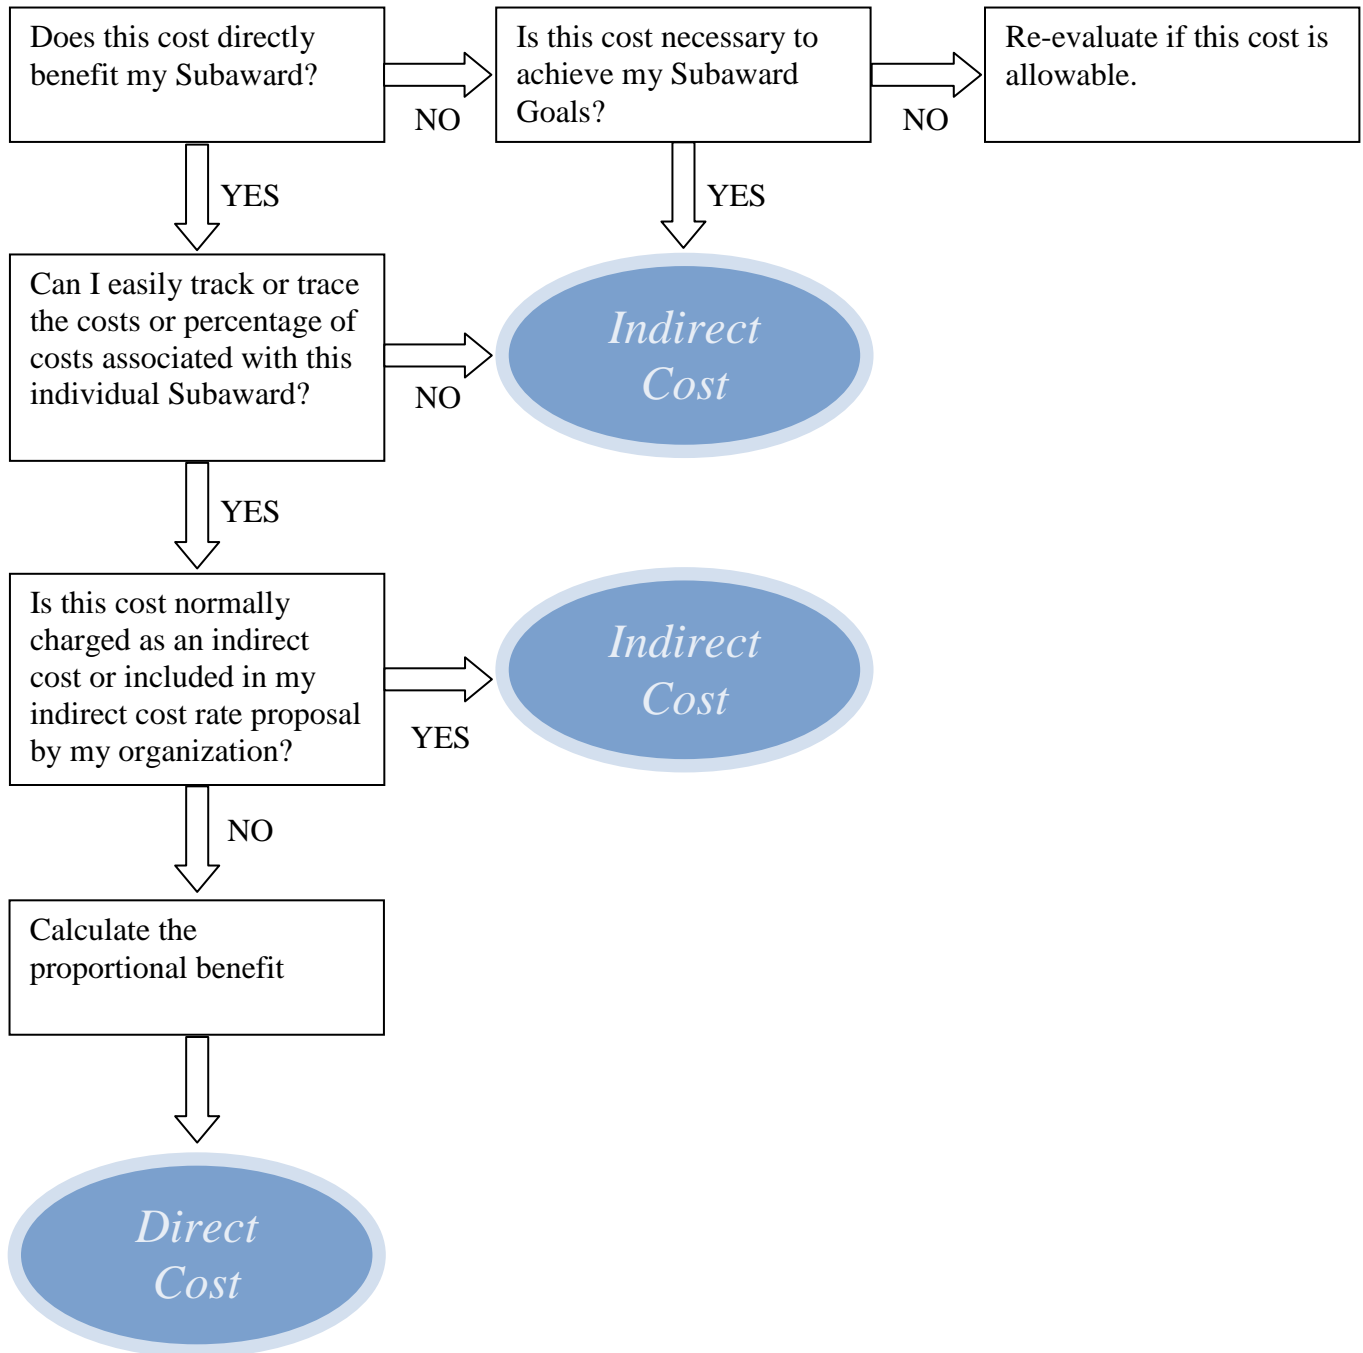 Does this cost directly
benefit my Subaward?
NO
Is this cost necessary to
achieve my Subaward
Goals?
NO
Re-evaluate if this cost is
allowable.
YES
YES
Can I easily track or trace
the costs or percentage of
costs associated with this
individual Subaward?
NO
Indirect
Cost
YES
Is this cost normally
charged as an indirect
cost or included in my
indirect cost rate proposal
by my organization?
YES
Indirect
Cost
NO
Calculate the
proportional benefit
Direct
Cost